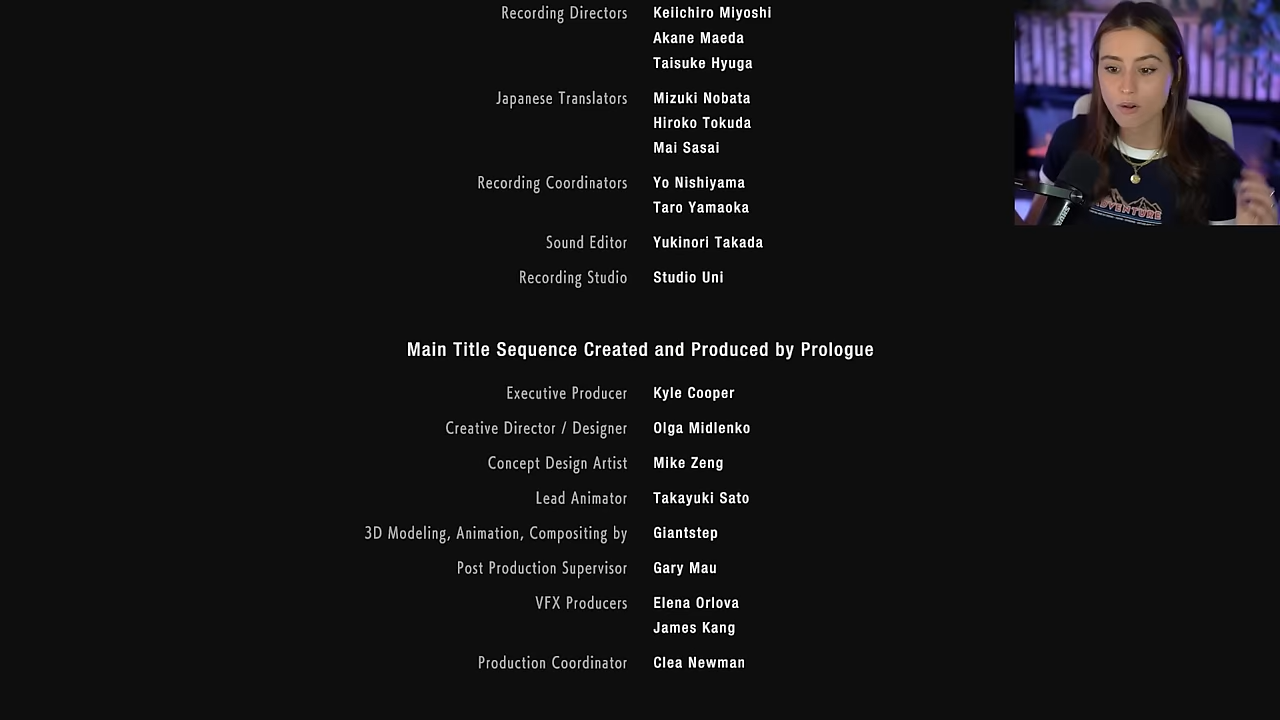 Recording Directors Keiichiro Miyoshi
Akane Maeda
Taisuke Hyuga
Japanese Translators Mizuki Nobata
Hiroko Tokuda
Mai Sasai
Recording Coordinators Yo Nishiyama
Taro Yamaoka
Sound Editor Yukinori Takada
Recording Studio Studio Uni
Main Title Sequence Created and Produced by Prologue
Executive Producer Kyle Cooper
Creative Director / Designer Olga Midlenko
Concept Design Artist Mike Zeng
Lead Animator Takayuki Sato
3D Modeling, Animation, Compositing by Giantstep
Post Production Supervisor Gary Mau
VFX Producers Elena Orlova
James Kang
Production Coordinator Clea Newman
ADVENTURE